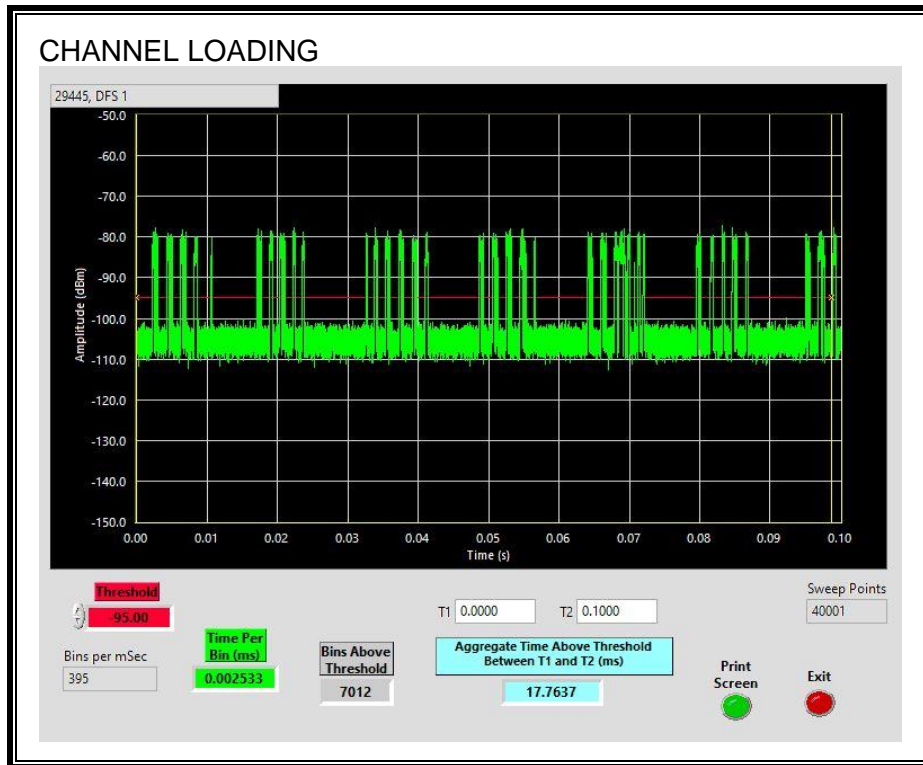 CHANNEL LOADING
29445, DFS 1
-50.0
-60.0
-70.0
-80.0
-90.0
-100.0
-110.0
-120.0
-130.0
-140.0
-150.0
Amplitude (dBm)
0.00 0.01 0.02 0.03 0.04 0.05 0.06 0.07 0.08 0.09 0.10
Time (s)
Threshold
-95.00
Bins per mSec
395
Time Per
Bin (ms)
0.002533
Bins Above
Threshold
7012
T1 0.0000 T2 0.1000
Aggregate Time Above Threshold
Between T1 and T2 (ms)
17.7637
Sweep Points
40001
Print
Screen
Exit